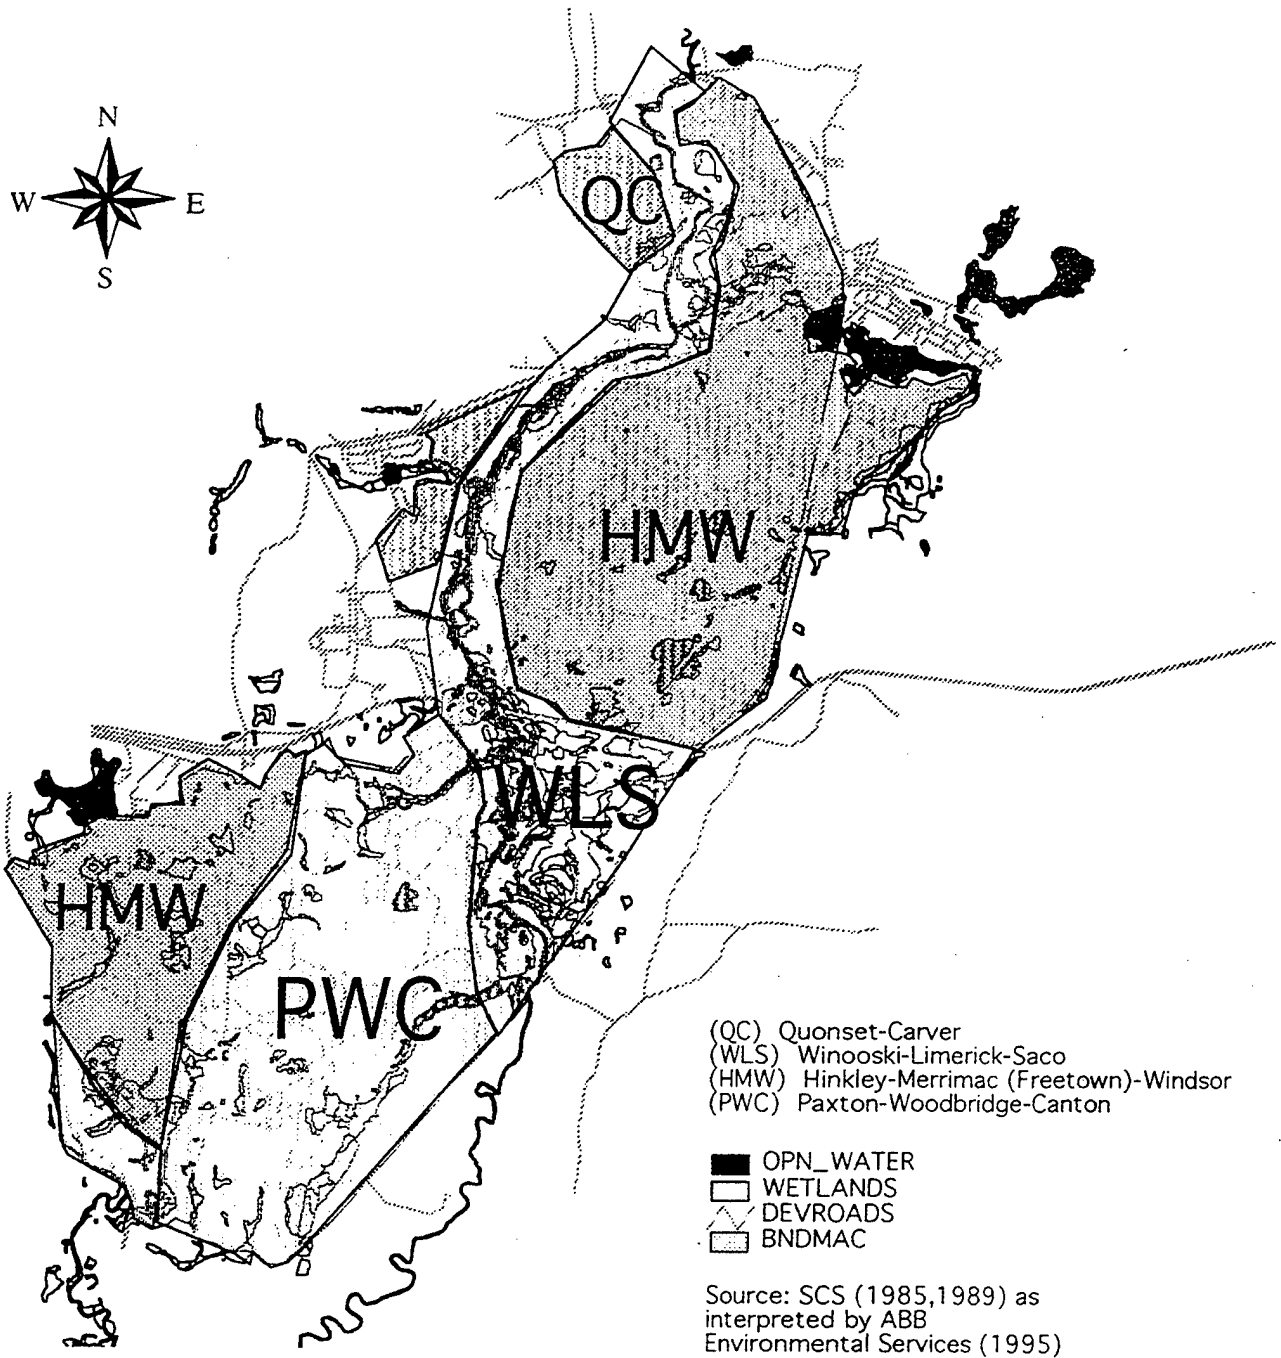 N
W
E
S
QC
HMW
WLS
HMW
PWC
(QC) Quonset-Carver
(WLS) Winooski-Limerick-Saco
(HMW) Hinkley-Merrimac (Freetown)-Windsor
(PWC) Paxton-Woodbridge-Canton
OPN_WATER
WETLANDS
DEVROADS
BNDMAC
Source: SCS (1985,1989) as
interpreted by ABB
Environmental Services (1995)